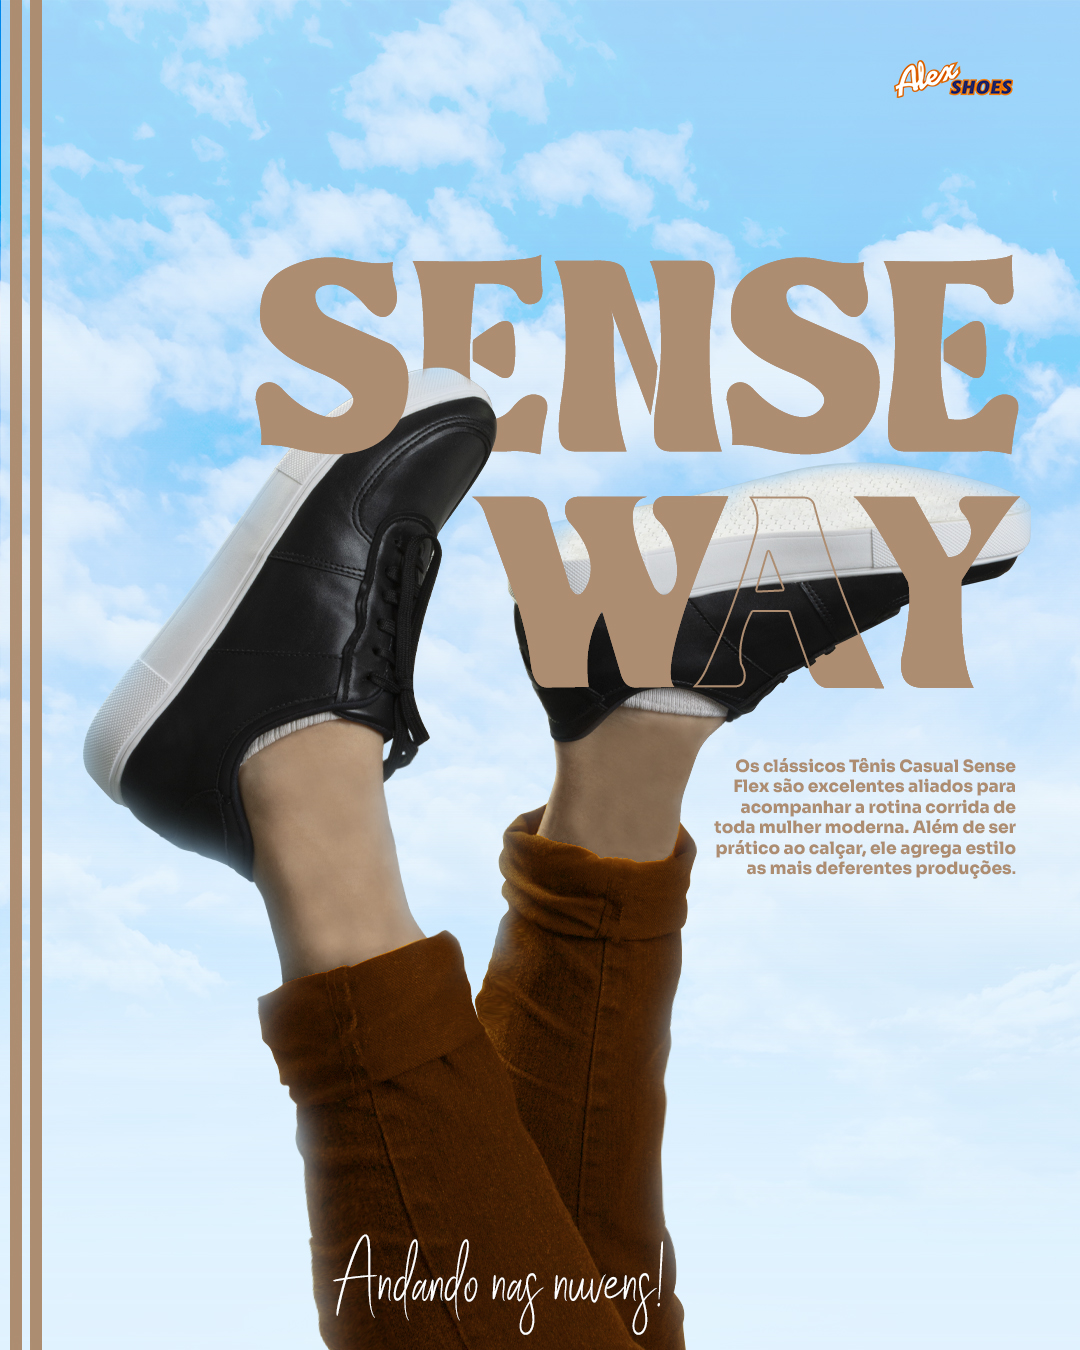 Alex
SHOES
SENSE
WAY
Os clássicos Tênis Casual Sense
Flex são excelentes aliados para
acompanhar a rotina corrida de
toda mulher moderna. Além de ser
prático ao calçar, ele agrega estilo
as mais deferentes produções.
Andando nas nuvens!